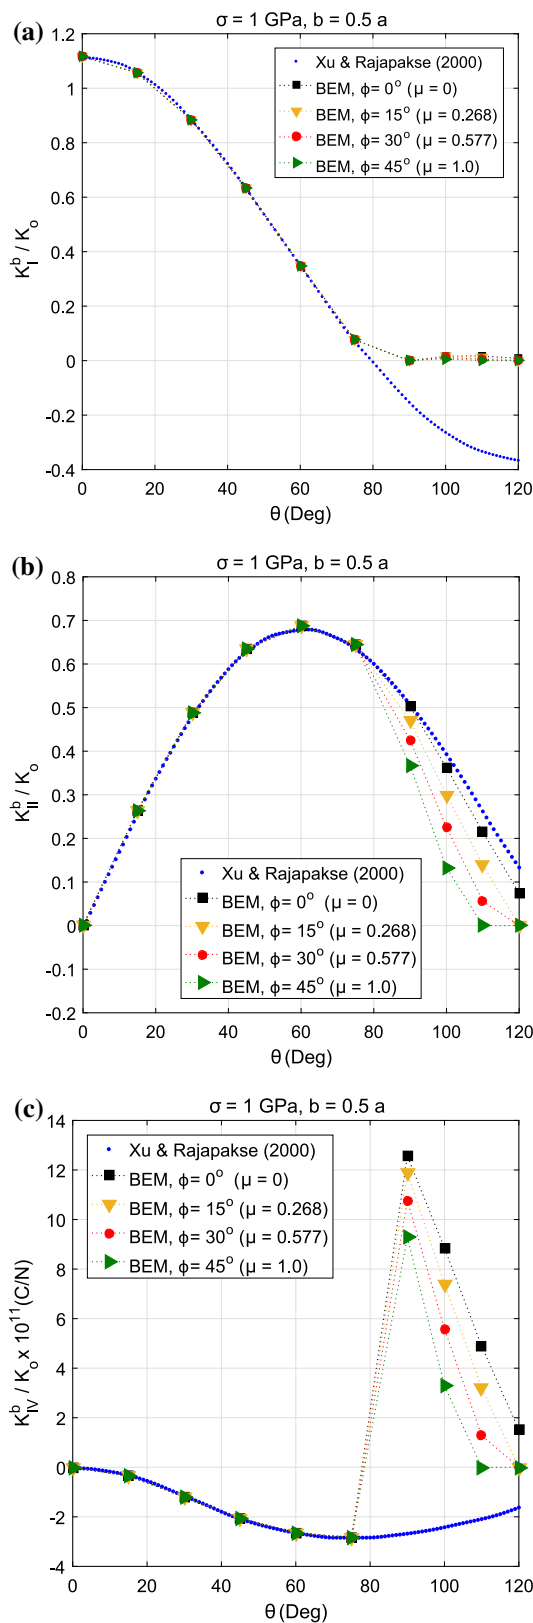 (a)
σ = 1 GPa, b = 0.5 a
Xu & Rajapakse (2000)
BEM, ϕ= 0° (μ = 0)
BEM, ϕ= 15° (μ = 0.268)
BEM, ϕ= 30° (μ = 0.577)
BEM, ϕ= 45° (μ = 1.0)
1.2
1
0.8
0.6
0.4
0.2
0
-0.2
-0.4
K_I^b / K_o
0 20 40 60 80 100 120
θ (Deg)
(b)
σ = 1 GPa, b = 0.5 a
0.8
0.7
0.6
0.5
0.4
0.3
0.2
0.1
0
-0.1
-0.2
K_II^b / K_o
Xu & Rajapakse (2000)
BEM, ϕ= 0° (μ = 0)
BEM, ϕ= 15° (μ = 0.268)
BEM, ϕ= 30° (μ = 0.577)
BEM, ϕ= 45° (μ = 1.0)
0 20 40 60 80 100 120
θ (Deg)
(c)
σ = 1 GPa, b = 0.5 a
Xu & Rajapakse (2000)
BEM, ϕ= 0° (μ = 0)
BEM, ϕ= 15° (μ = 0.268)
BEM, ϕ= 30° (μ = 0.577)
BEM, ϕ= 45° (μ = 1.0)
14
12
10
8
6
4
2
0
-2
-4
K_IV^b / K_o x 10^11 (C/N)
0 20 40 60 80 100 120
θ (Deg)